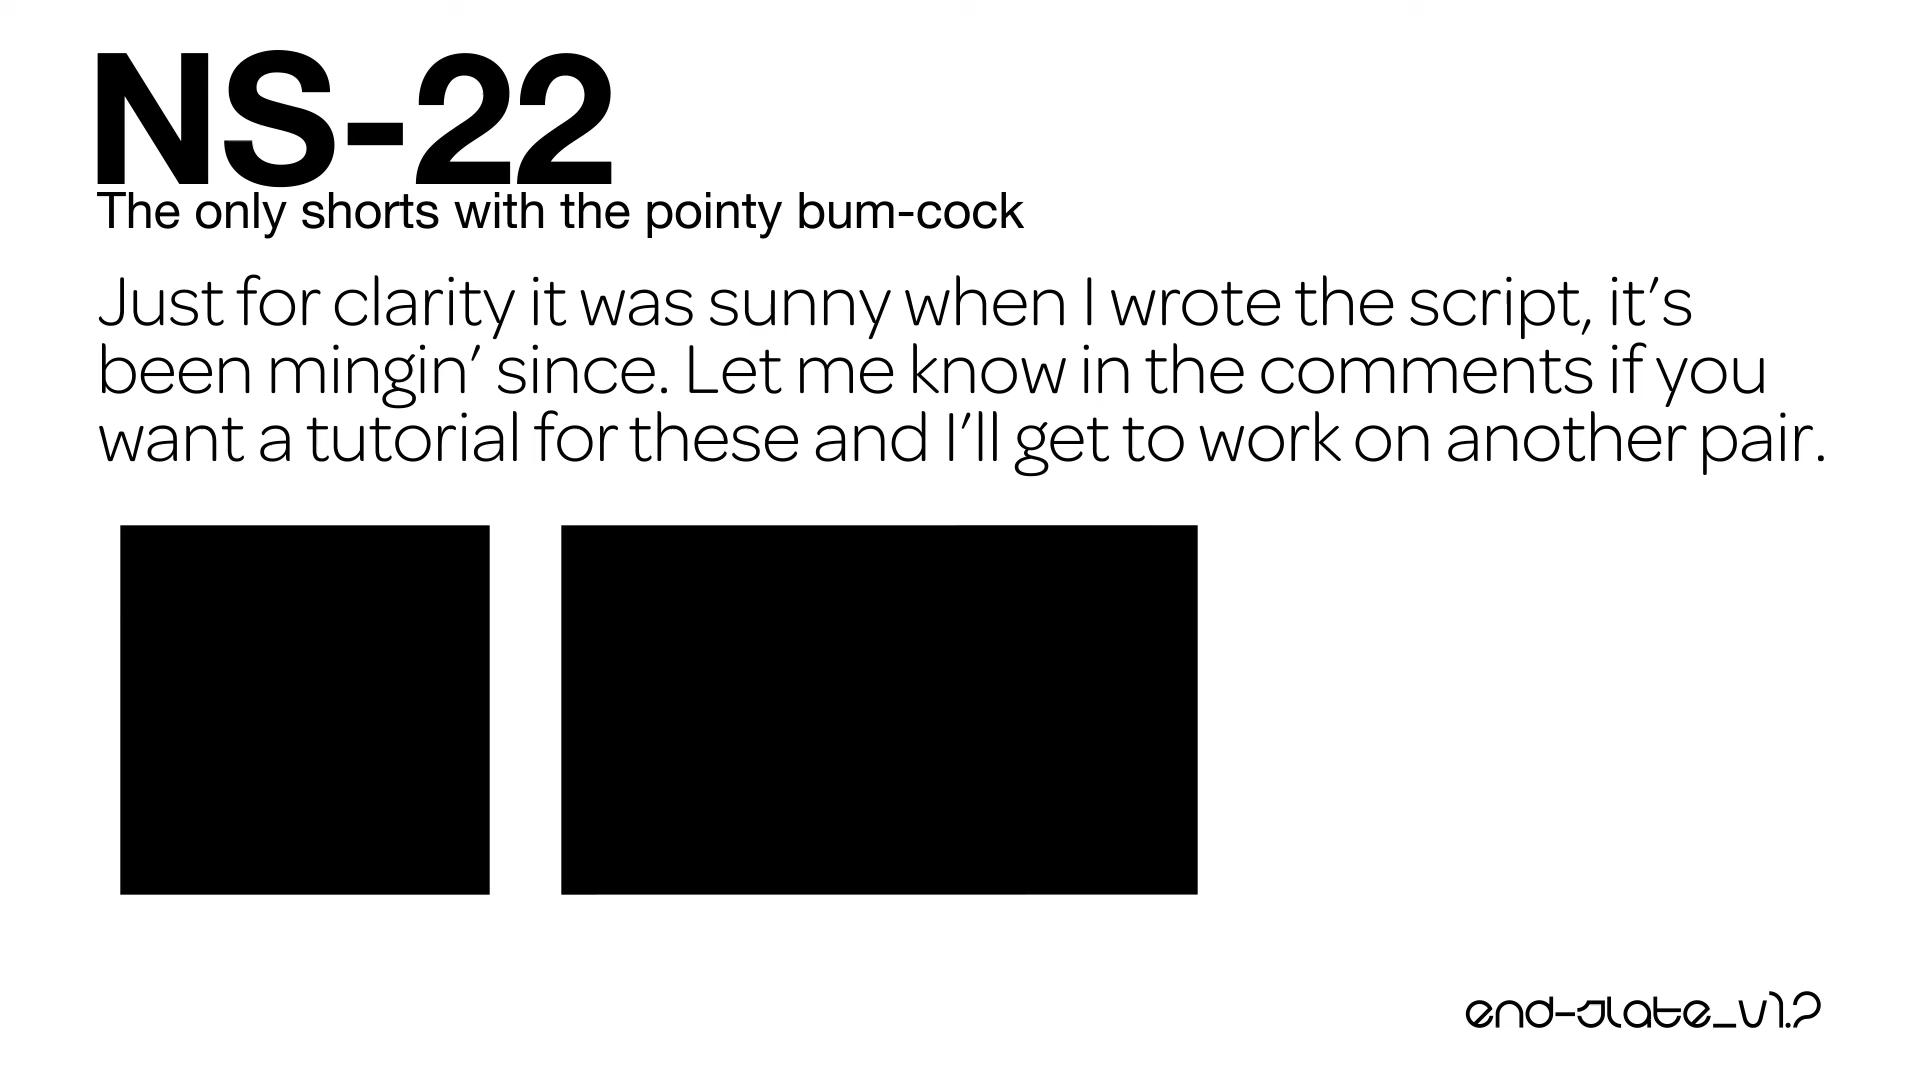 NS-22
The only shorts with the pointy bum-cock
Just for clarity it was sunny when I wrote the script, it’s
been mingin’ since. Let me know in the comments if you
want a tutorial for these and I’ll get to work on another pair.
end-slate_v1.2